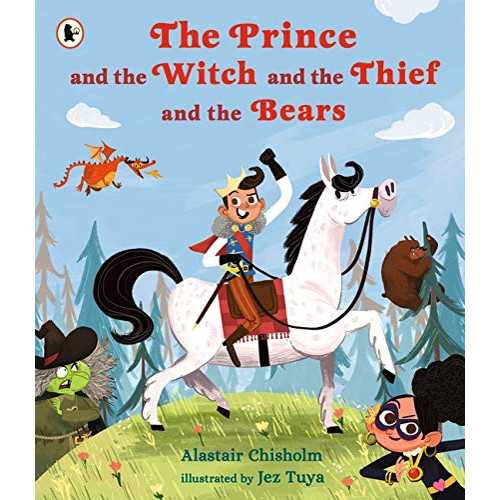 The Prince
and the Witch and the Thief
and the Bears
Alastair Chisholm
illustrated by Jez Tuya